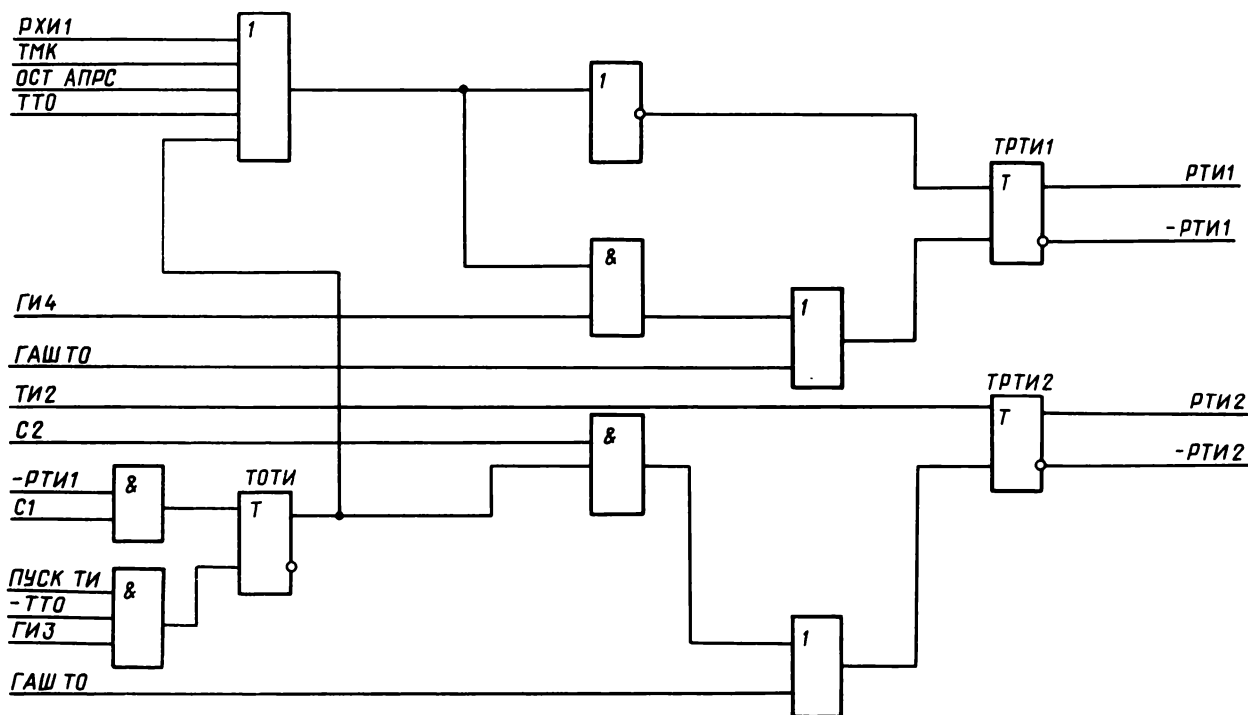 РХИ1
1
ТМК
ОСТ АПРС
ТТО
1
ТРТИ1
Т
РТИ1
-РТИ1
&
ГИ4
1
ГАШ ТО
ТРТИ2
ТИ2
Т
РТИ2
С2
&
-РТИ2
-РТИ1
&
ТОТИ
С1
Т
ПУСК ТИ
&
-ТТО
ГИ3
1
ГАШ ТО